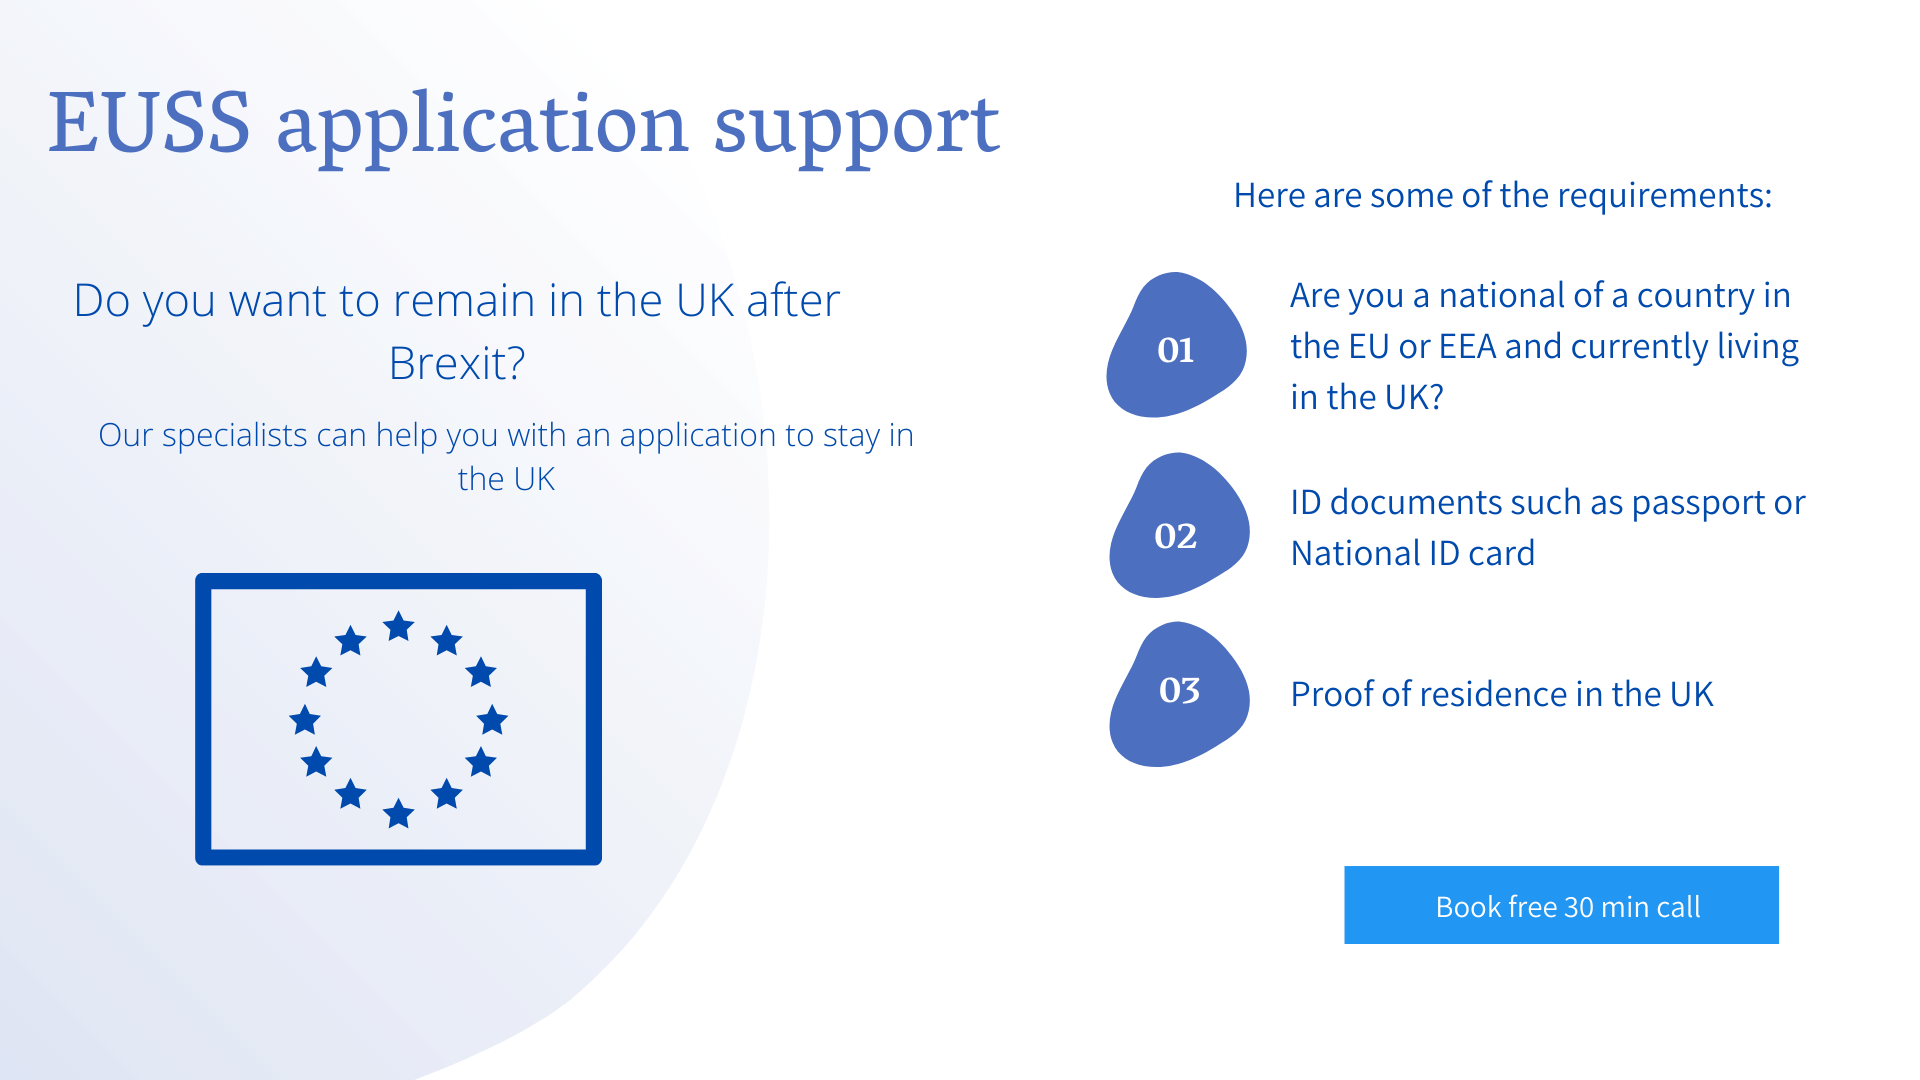 EUSS application support
Do you want to remain in the UK after
Brexit?
Our specialists can help you with an application to stay in
the UK
Here are some of the requirements:
01
Are you a national of a country in
the EU or EEA and currently living
in the UK?
02
ID documents such as passport or
National ID card
03
Proof of residence in the UK
Book free 30 min call